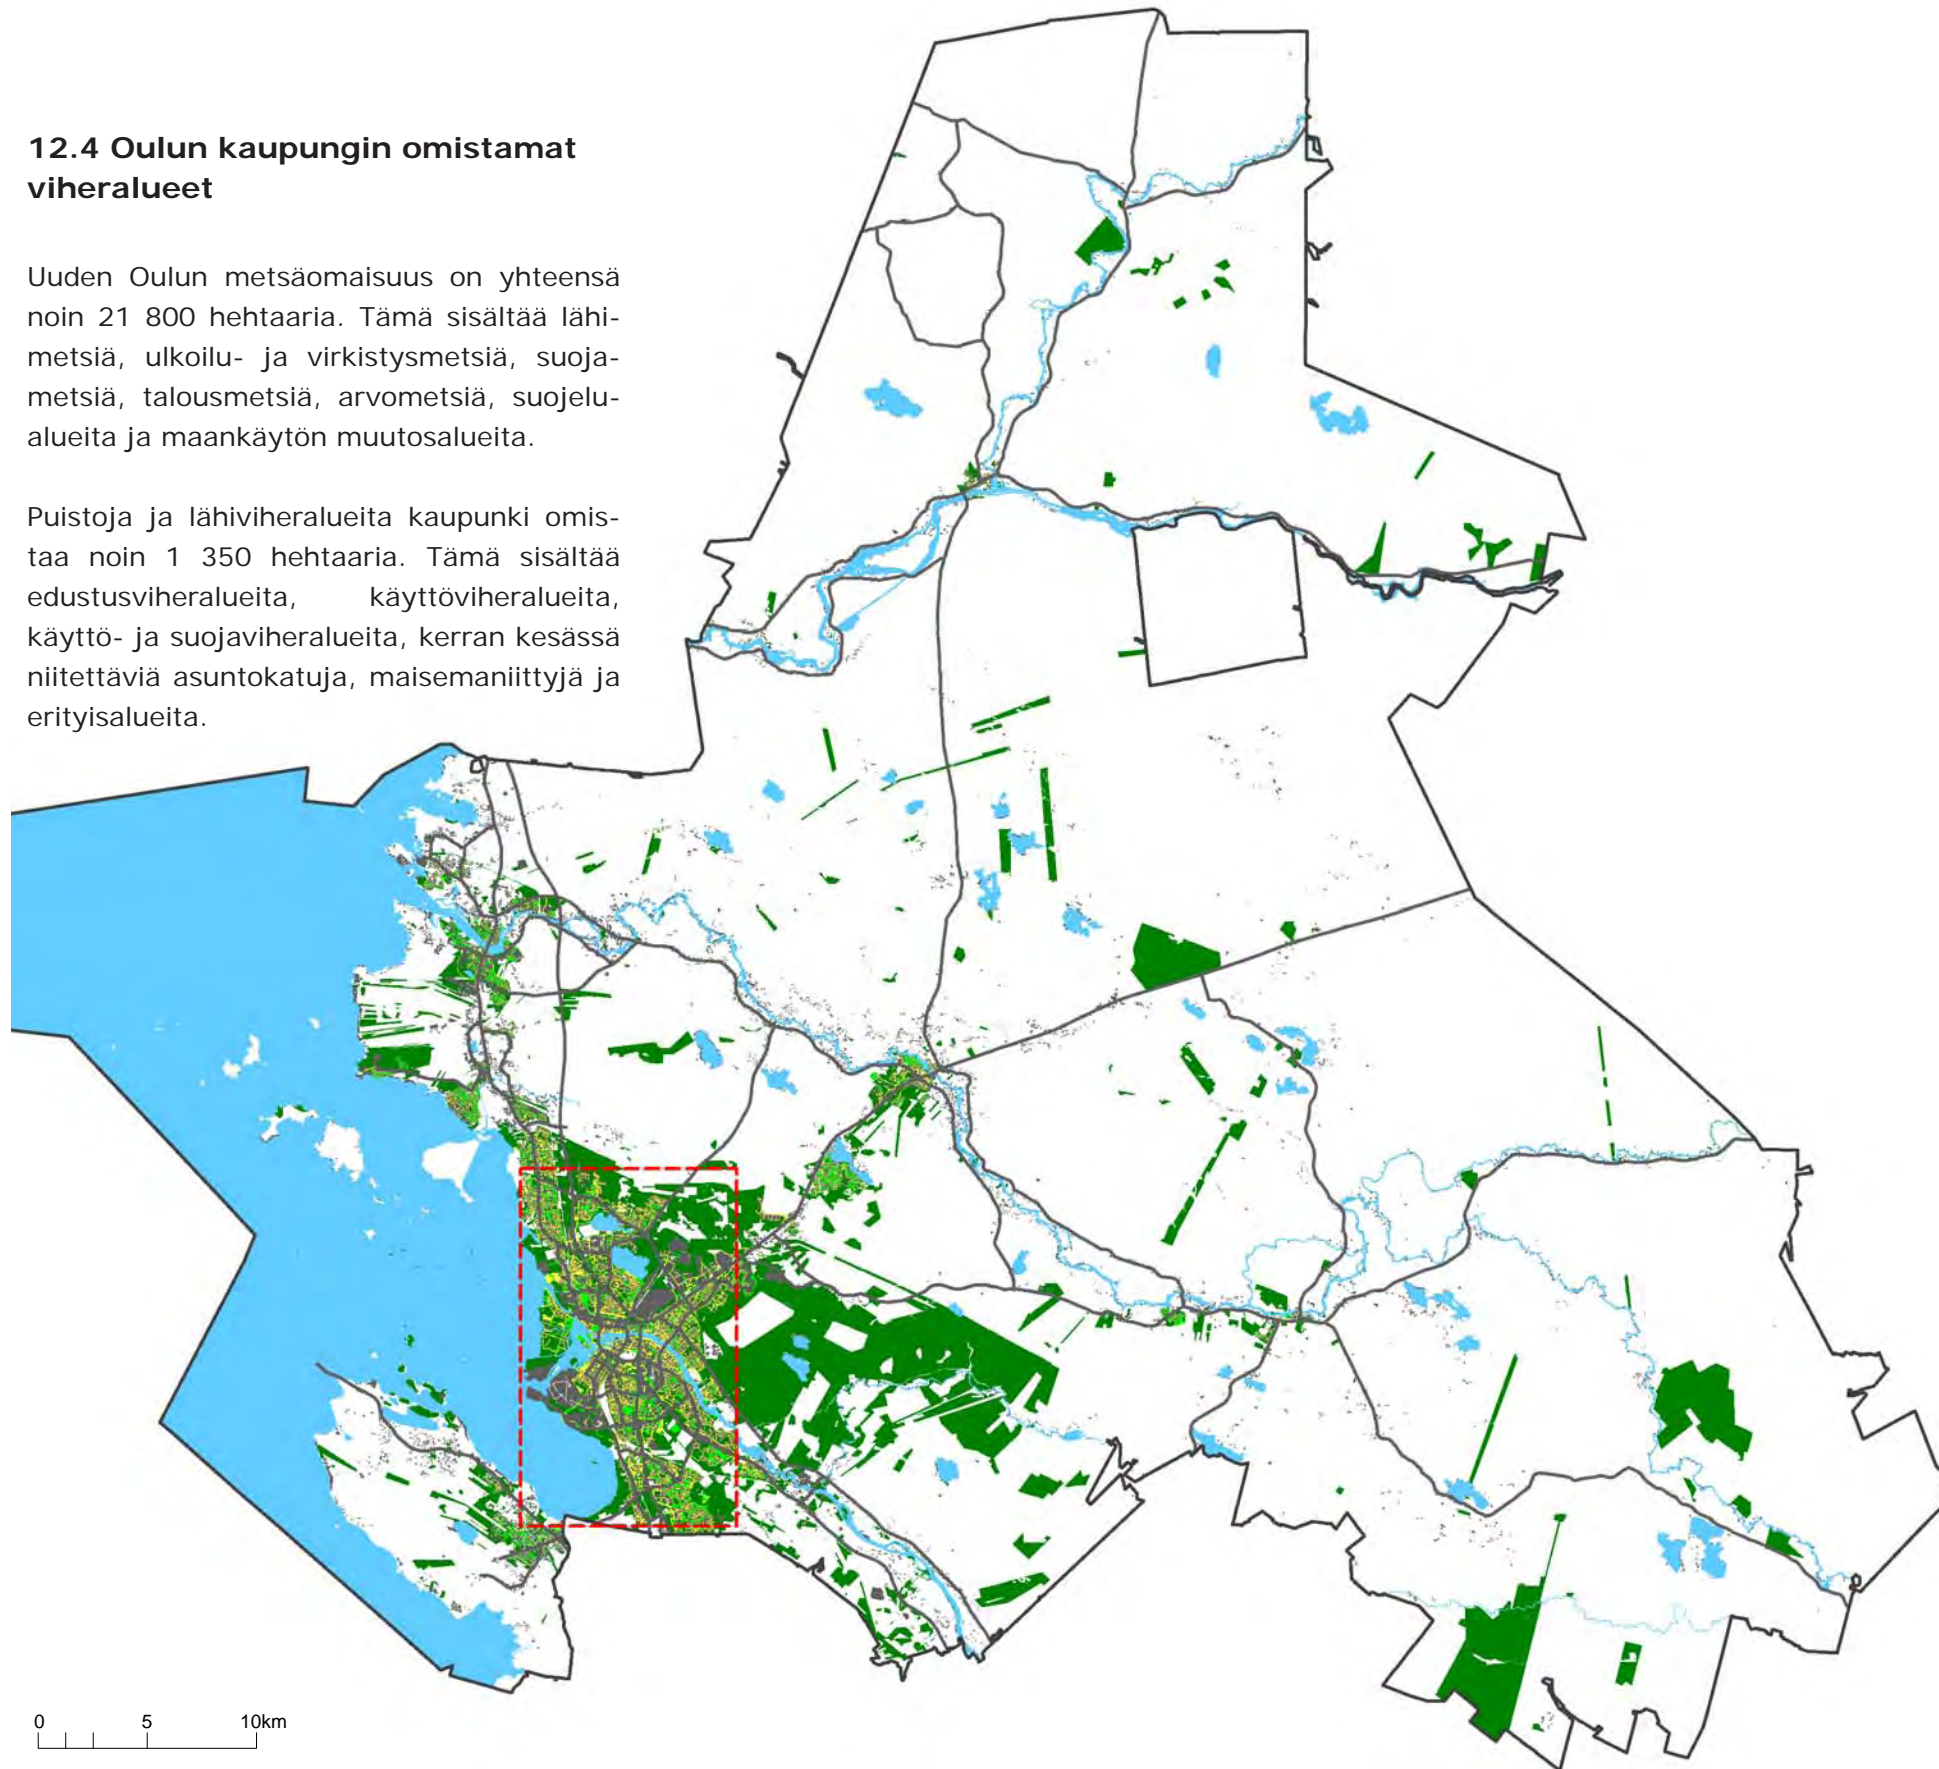 12.4 Oulun kaupungin omistamat
viheralueet
Uuden Oulun metsäomaisuus on yhteensä
noin 21 800 hehtaaria. Tämä sisältää lähi-
metsiä, ulkoilu- ja virkistysmetsiä, suoja-
metsiä, talousmetsiä, arvometsiä, suojelu-
alueita ja maankäytön muutosalueita.
Puistoja ja lähiviheralueita kaupunki omis-
taa noin 1 350 hehtaaria. Tämä sisältää
edustusviheralueita, käyttöviheralueita,
käyttö- ja suojaviheralueita, kerran kesässä
niitettäviä asuntokatuja, maisemaniittyjä ja
erityisalueita.
0 5 10km